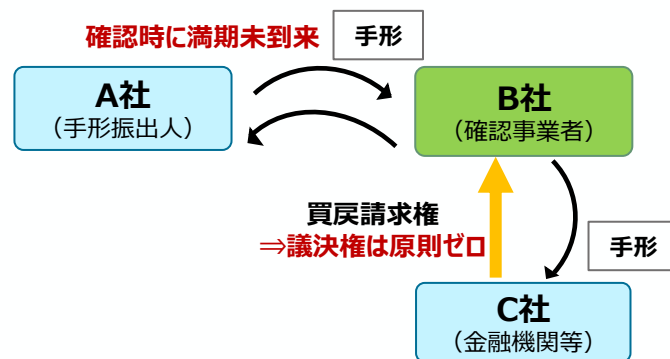 確認時に満期未到来
手形
A社
（手形振出人）
B社
（確認事業者）
買戻請求権
⇒議決権は原則ゼロ
手形
C社
（金融機関等）